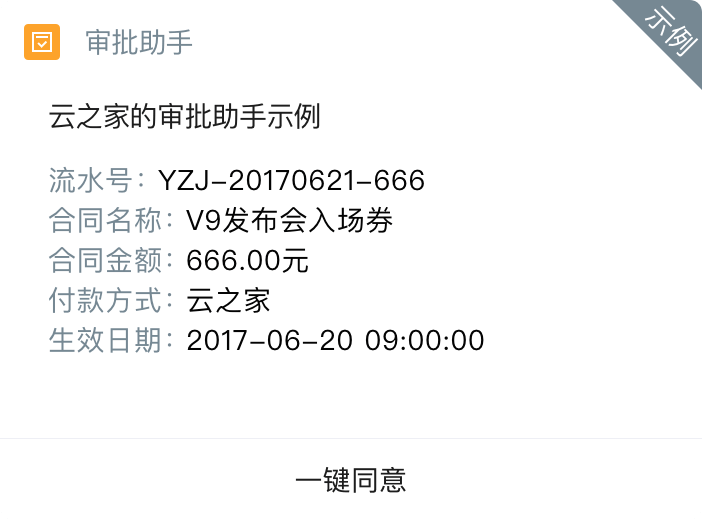 审批助手
示例
云之家的审批助手示例
流水号：YZJ-20170621-666
合同名称：V9发布会入场券
合同金额：666.00元
付款方式：云之家
生效日期：2017-06-20 09:00:00
一键同意